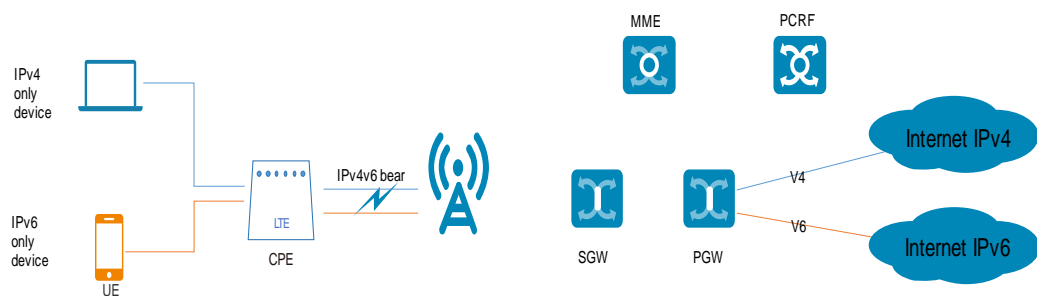 MME
PCRF
IPv4
only
device
Internet IPv4
IPv4v6 bear
V4
LTE
IPv6
only
device
V6
Internet IPv6
CPE
SGW
PGW
UE